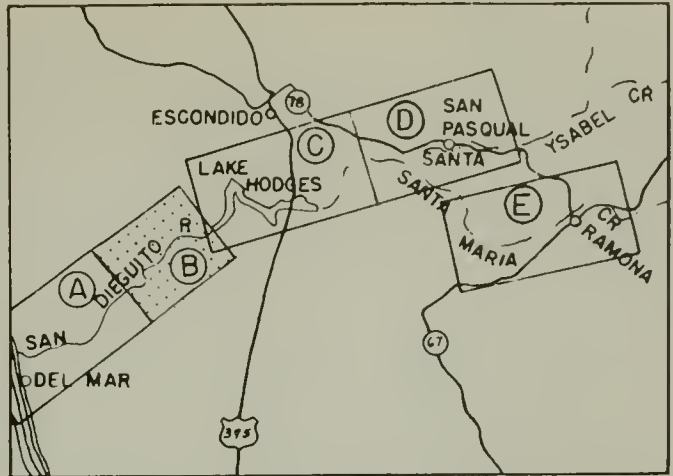 ESCONDIDO
78
D
SAN
PASQUAL
YSABEL CR
C
SANTA
LAKE
HODGES
SANTA
E
MARIA
CR
RAMONA
R
DIEGUITO
B
A
SAN
DEL MAR
67
395